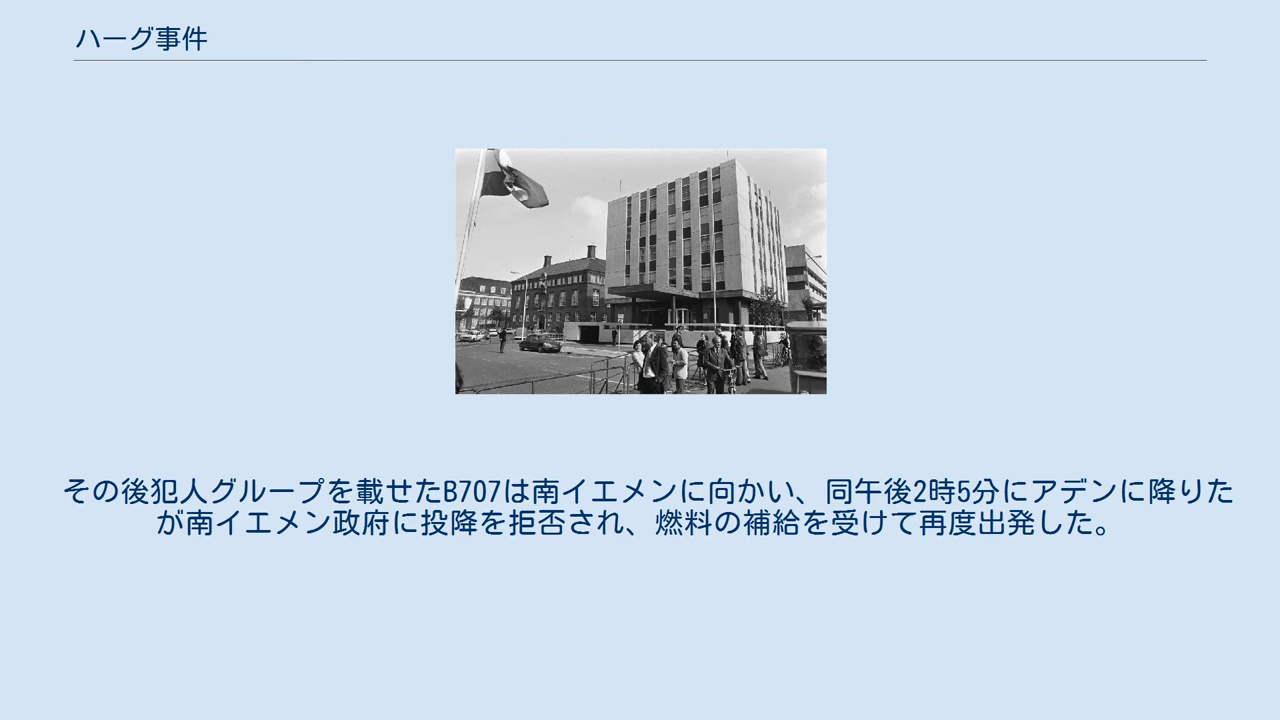 ハーグ事件
その後犯人グループを載せたB707は南イエメンに向かい、同午後2時5分にアデンに降りた
が南イエメン政府に投降を拒否され、燃料の補給を受けて再度出発した。